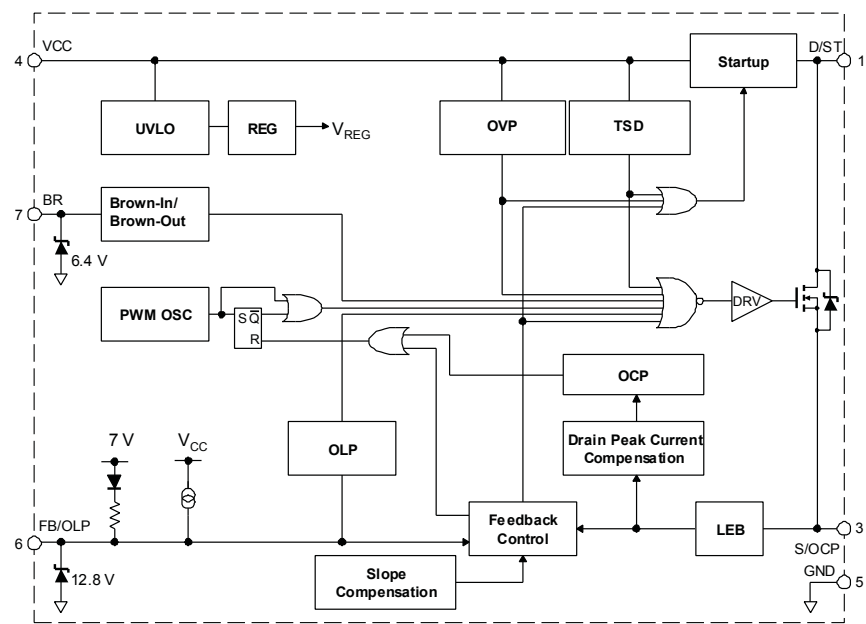 VCC
4
D/ST
1
Startup
UVLO
REG
VREG
OVP
TSD
BR
7
Brown-In/
Brown-Out
6.4 V
PWM OSC
S Q̅
R
DRV
OCP
7 V
VCC
OLP
Drain Peak Current
Compensation
FB/OLP
6
Feedback
Control
LEB
3
S/OCP
12.8 V
Slope
Compensation
GND
5